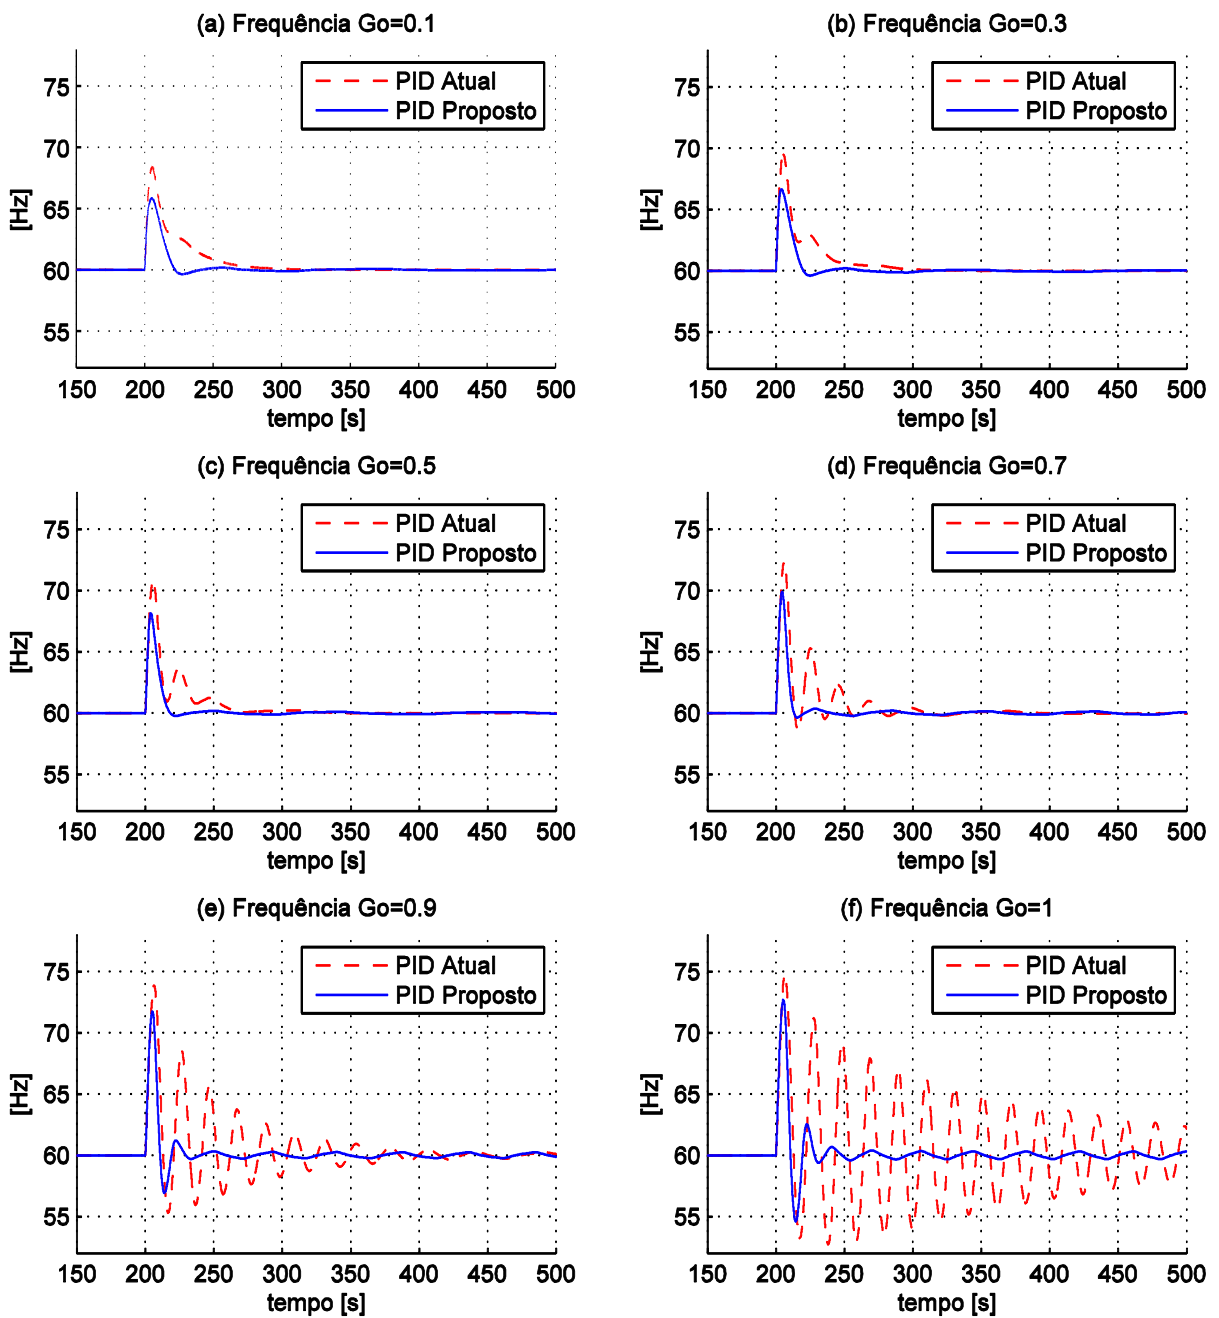 (a) Frequência Go=0.1
75
70
65
60
55
[Hz]
PID Atual
PID Proposto
150 200 250 300 350 400 450 500
tempo [s]
(b) Frequência Go=0.3
75
70
65
60
55
[Hz]
PID Atual
PID Proposto
150 200 250 300 350 400 450 500
tempo [s]
(c) Frequência Go=0.5
75
70
65
60
55
[Hz]
PID Atual
PID Proposto
150 200 250 300 350 400 450 500
tempo [s]
(d) Frequência Go=0.7
75
70
65
60
55
[Hz]
PID Atual
PID Proposto
150 200 250 300 350 400 450 500
tempo [s]
(e) Frequência Go=0.9
75
70
65
60
55
[Hz]
PID Atual
PID Proposto
150 200 250 300 350 400 450 500
tempo [s]
(f) Frequência Go=1
75
70
65
60
55
[Hz]
PID Atual
PID Proposto
150 200 250 300 350 400 450 500
tempo [s]